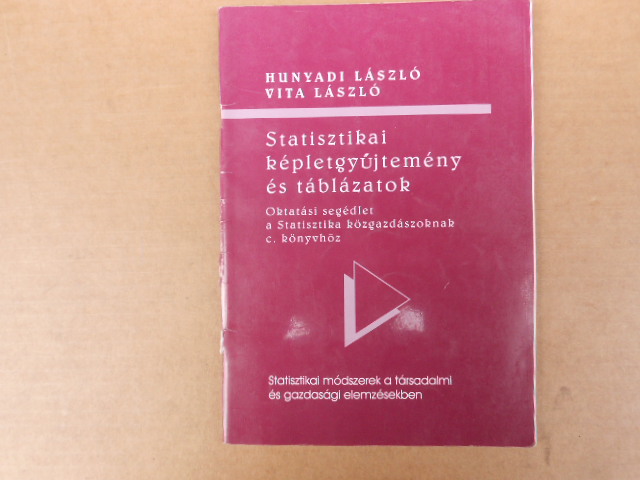 HUNYADI LÁSZLÓ
VITA LÁSZLÓ
Statisztikai
képletgyűjtemény
és táblázatok
Oktatási segédlet
a Statisztika közgazdászoknak
c. könyvhöz
Statisztikai módszerek a társadalmi
és gazdasági elemzésekben